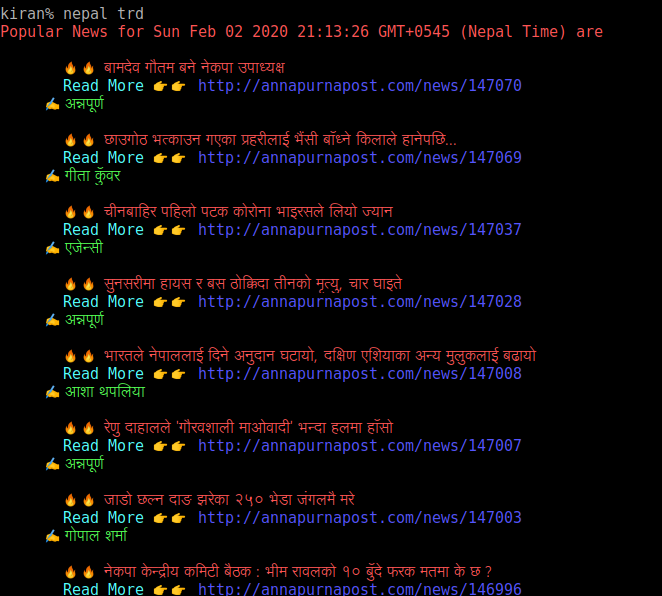 kiran% nepal trd
Popular News for Sun Feb 02 2020 21:13:26 GMT+0545 (Nepal Time) are
🔥🔥 बामदेव गौतम बने नेकपा उपाध्यक्ष
Read More 👉👉 http://annapurnapost.com/news/147070
✍ अन्नपूर्ण
🔥🔥 छाउगोठ भत्काउन गएका प्रहरीलाई भैंसी बाँध्ने किलाले हानेपछि...
Read More 👉👉 http://annapurnapost.com/news/147069
✍ गीता कुँवर
🔥🔥 चीनबाहिर पहिलो पटक कोरोना भाइरसले लियो ज्यान
Read More 👉👉 http://annapurnapost.com/news/147037
✍ एजेन्सी
🔥🔥 सुनसरीमा हायस र बस ठोक्किदा तीनको मृत्यु, चार घाइते
Read More 👉👉 http://annapurnapost.com/news/147028
✍ अन्नपूर्ण
🔥🔥 भारतले नेपाललाई दिने अनुदान घटायो, दक्षिण एशियाका अन्य मुलुकलाई बढायो
Read More 👉👉 http://annapurnapost.com/news/147008
✍ आशा थपलिया
🔥🔥 रेणु दाहालले 'गौरवशाली माओवादी' भन्दा हलमा हाँसो
Read More 👉👉 http://annapurnapost.com/news/147007
✍ अन्नपूर्ण
🔥🔥 जाडो छल्न दाङ झरेका २५० भेडा जंगलमै मरे
Read More 👉👉 http://annapurnapost.com/news/147003
✍ गोपाल शर्मा
🔥🔥 नेकपा केन्द्रीय कमिटी बैठक : भीम रावलको १० बुँदे फरक मतमा के छ ?
Read More 👉👉 http://annapurnapost.com/news/146996